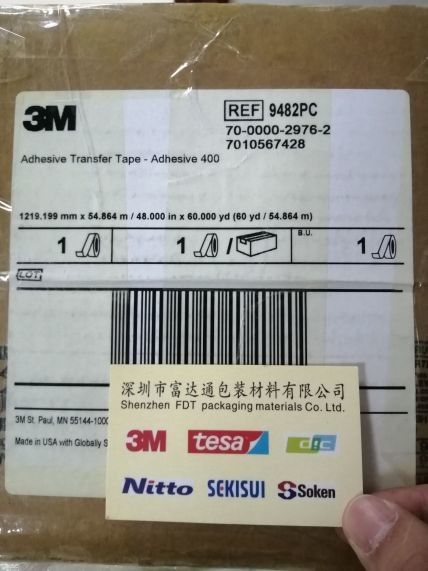 3M
REF 9482PC
70-0000-2976-2
7010567428
Adhesive Transfer Tape - Adhesive 400
1219.199 mm x 54.864 m / 48.000 in x 60.000 yd (60 yd / 54.864 m)
1
1 /
B.U.
1
LOT
深圳市富达通包装材料有限公司
Shenzhen FDT packaging materials Co. Ltd.
3M tesa dic
Nitto SEKISUI Soken
3M St. Paul, MN 55144-1000
Made in USA with Globally